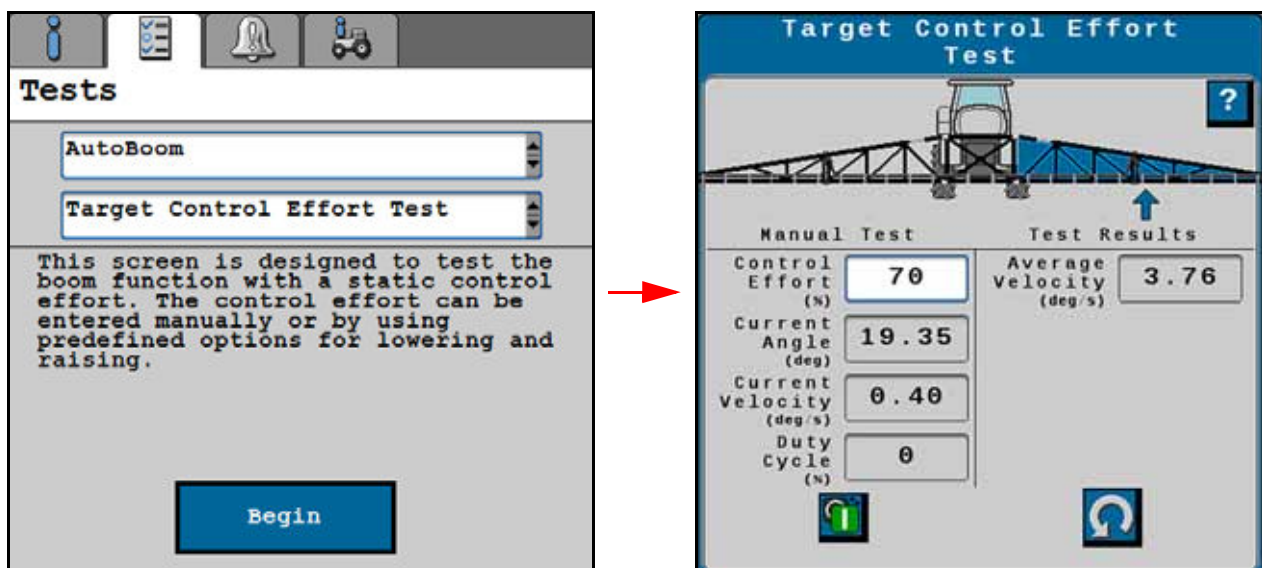 Tests
AutoBoom
Target Control Effort Test
This screen is designed to test the
boom function with a static control
effort. The control effort can be
entered manually or by using
predefined options for lowering and
raising.
Begin
Target Control Effort
Test
?
Manual Test
Control
Effort
(%)
70
Current
Angle
(deg)
19.35
Current
Velocity
(deg/s)
0.40
Duty
Cycle
(%)
0
Test Results
Average
Velocity
(deg/s)
3.76